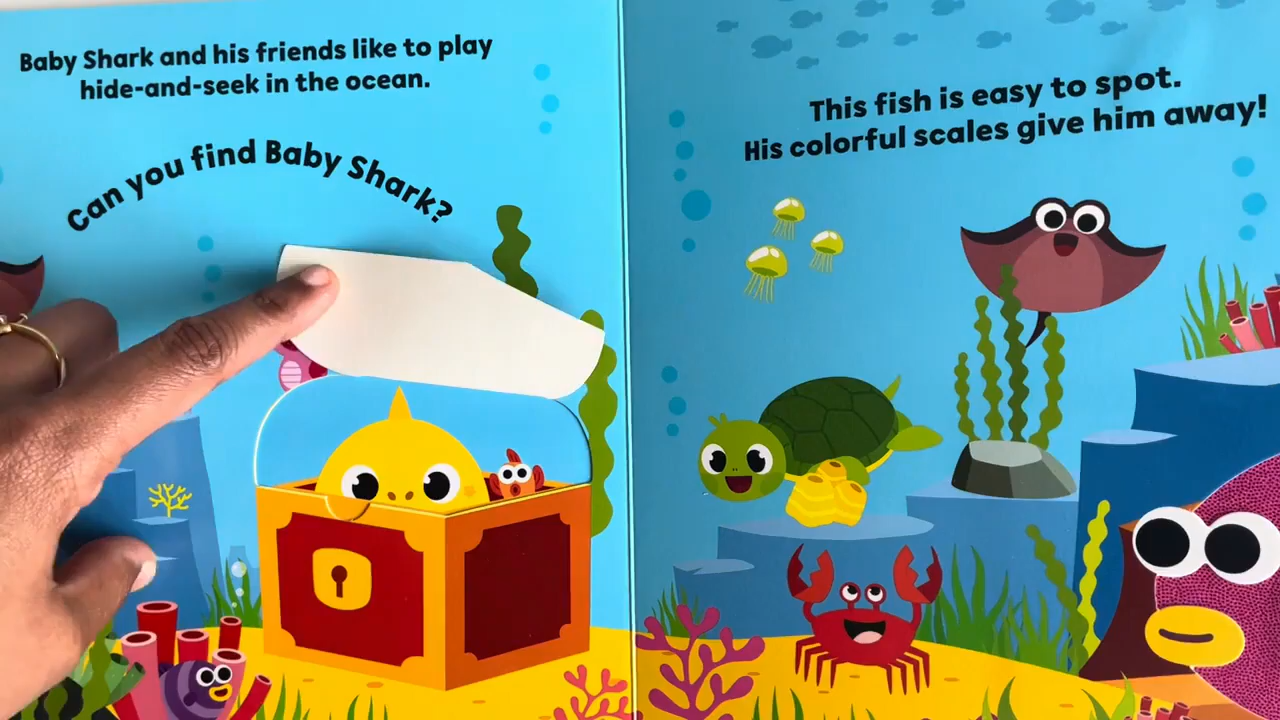 Baby Shark and his friends like to play
hide-and-seek in the ocean.
Can you find Baby Shark?
This fish is easy to spot.
His colorful scales give him away!